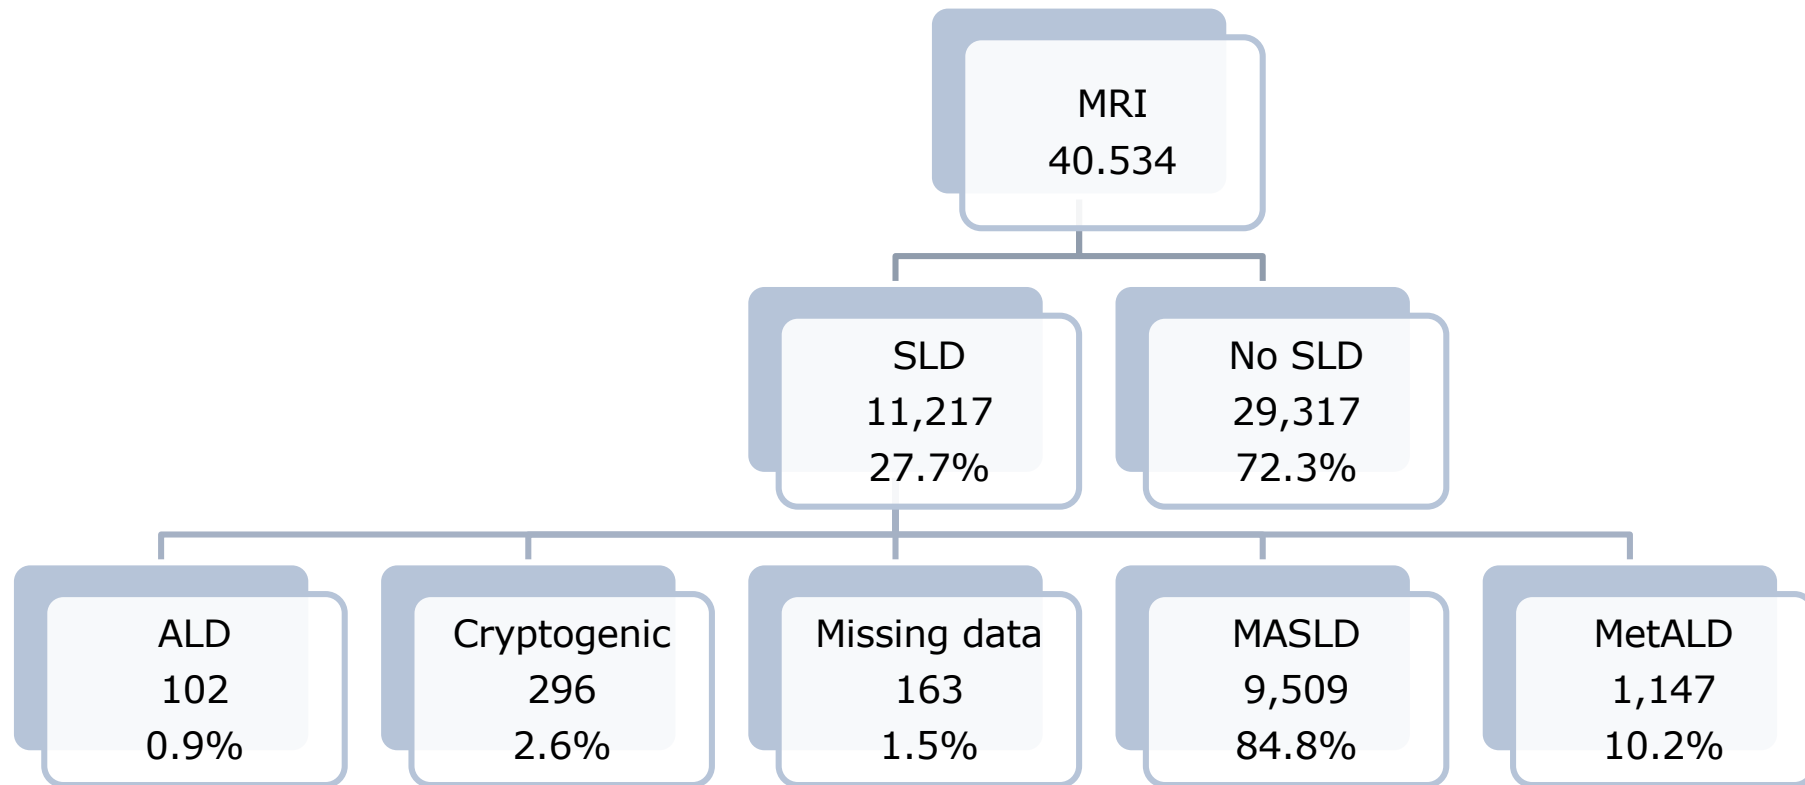 MRI
40.534
SLD
11,217
27.7%
No SLD
29,317
72.3%
ALD
102
0.9%
Cryptogenic
296
2.6%
Missing data
163
1.5%
MASLD
9,509
84.8%
MetALD
1,147
10.2%